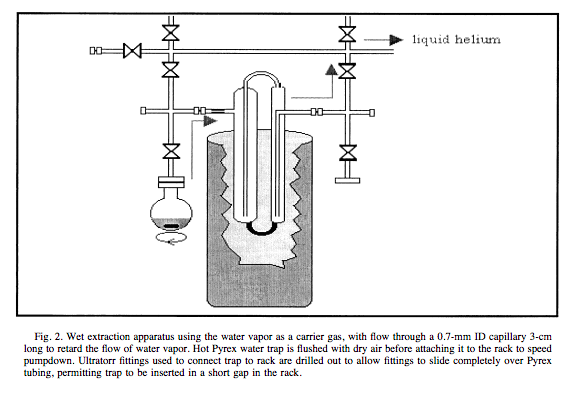 liquid helium
Fig. 2. Wet extraction apparatus using the water vapor as a carrier gas, with flow through a 0.7-mm ID capillary 3-cm
long to retard the flow of water vapor. Hot Pyrex water trap is flushed with dry air before attaching it to the rack to speed
pumpdown. Ultratorr fittings used to connect trap to rack are drilled out to allow fittings to slide completely over Pyrex
tubing, permitting trap to be inserted in a short gap in the rack.